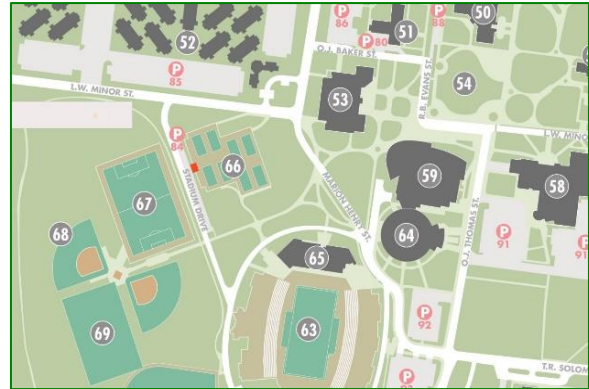 P
86
51
P
88
50
52
P
80
O.J. BAKER ST.
P
85
54
L.W. MINOR ST.
53
R.B. EVANS ST.
P
84
L.W. MINO
66
59
58
67
STADIUM DRIVE
MARION HENRY ST.
68
64
P
91
P
91
O.J. THOMAS ST.
65
P
92
69
63
T.R. SOLOM
P